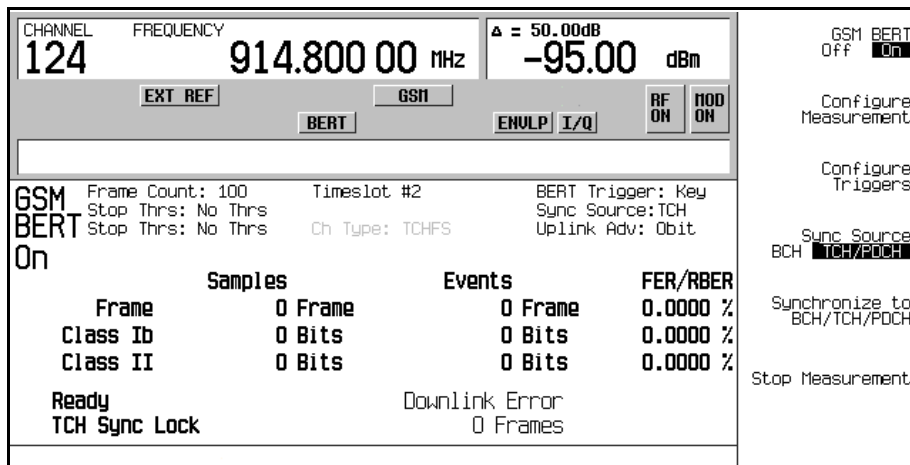 CHANNEL FREQUENCY Δ = 50.00dB
124 914.800 00 MHz -95.00 dBm
EXT REF GSM RF ON MOD ON
BERT ENVLP I/Q
GSM BERT On
Frame Count: 100 Timeslot #2 BERT Trigger: Key
Stop Thrs: No Thrs Sync Source:TCH
Stop Thrs: No Thrs Ch Type: TCHFS Uplink Adv: 0bit
Samples Events FER/RBER
Frame 0 Frame 0 Frame 0.0000 %
Class Ib 0 Bits 0 Bits 0.0000 %
Class II 0 Bits 0 Bits 0.0000 %
Ready Downlink Error
TCH Sync Lock 0 Frames
GSM BERT
Off On
Configure
Measurement
Configure
Triggers
Sync Source
BCH TCH/PDCH
Synchronize to
BCH/TCH/PDCH
Stop Measurement